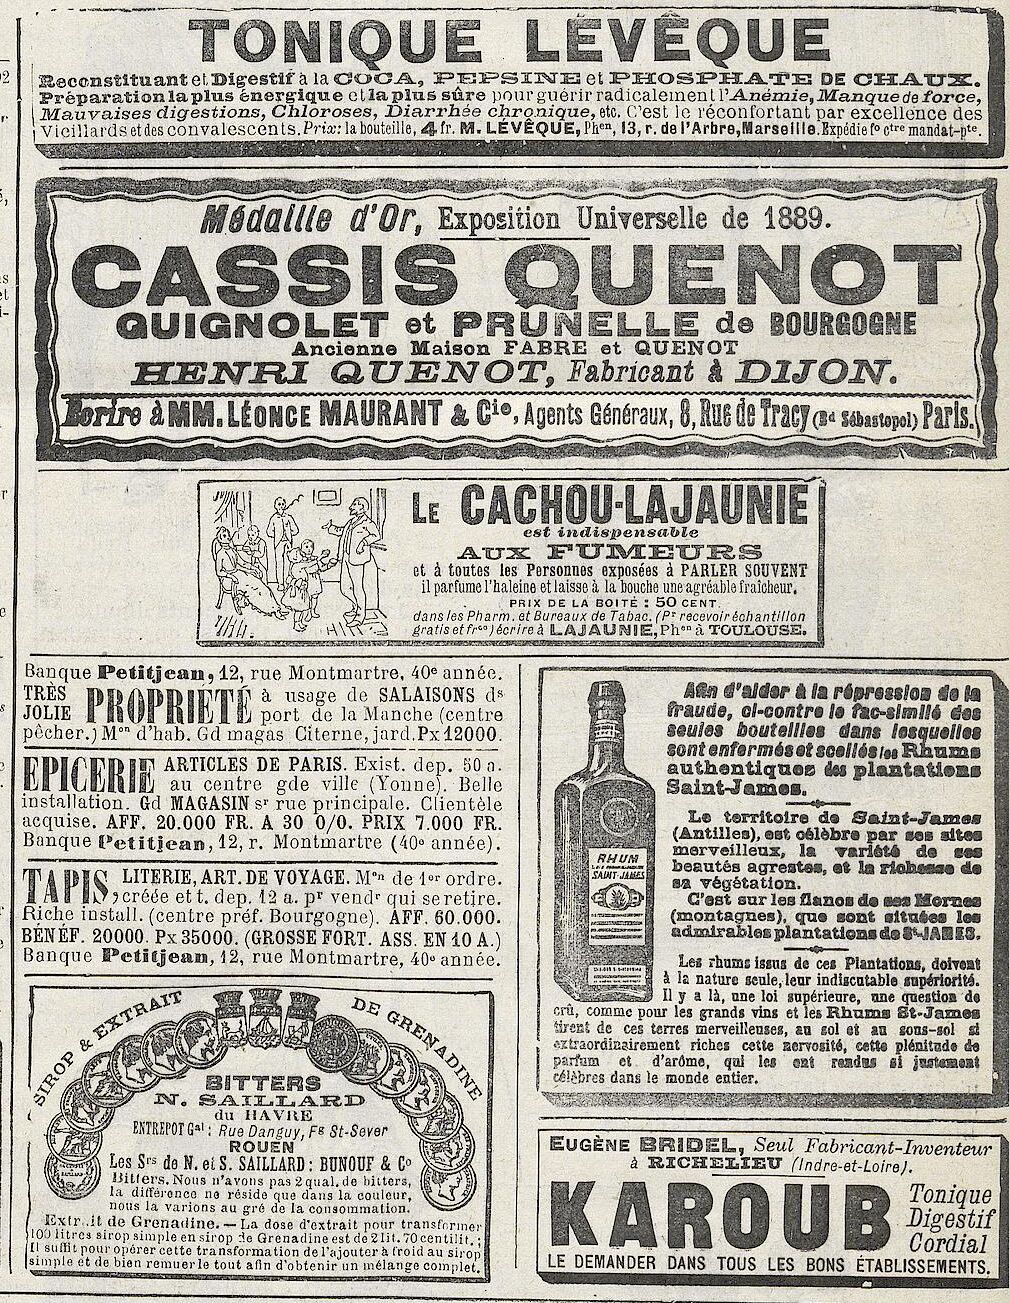 TONIQUE LÉVÊQUE
Reconstituant et Digestif à la COCA, PEPSINE et PHOSPHATE DE CHAUX.
Préparation la plus énergique et la plus sûre pour guérir radicalement l'Anémie, Manque de force,
Mauvaises digestions, Chloroses, Diarrhée chronique, etc. C'est le réconfortant par excellence des
Vieillards et des convalescents. Prix: la bouteille, 4 fr. M. LÉVÊQUE, Phen, 13, r. de l'Arbre, Marseille. Expédie fo ctre mandat-pte.
Médaille d'Or, Exposition Universelle de 1889.
CASSIS QUENOT
QUIGNOLET et PRUNELLE de BOURGOGNE
Ancienne Maison FABRE et QUENOT
HENRI QUENOT, Fabricant à DIJON.
Ecrire à MM. LÉONCE MAURANT & Cie, Agents Généraux, 8, Rue de Tracy (Bd Sébastopol) Paris.
LE CACHOU-LAJAUNIE
est indispensable
AUX FUMEURS
et à toutes les Personnes exposées à PARLER SOUVENT
il parfume l'haleine et laisse à la bouche une agréable fraîcheur.
PRIX DE LA BOITE : 50 CENT.
dans les Pharm. et Bureaux de Tabac. (Pr recevoir échantillon
gratis et fco) écrire à LAJAUNIE, Phen à TOULOUSE.
Banque Petitjean, 12, rue Montmartre, 40e année.
TRÈS JOLIE PROPRIÉTÉ à usage de SALAISONS ds
port de la Manche (centre
pêcher.) Mon d'hab. Gd magas Citerne, jard. Px 12000.
EPICERIE ARTICLES DE PARIS. Exist. dep. 50 a.
au centre gde ville (Yonne). Belle
installation. Gd MAGASIN sr rue principale. Clientèle
acquise. AFF. 20.000 FR. A 30 0/0. PRIX 7.000 FR.
Banque Petitjean, 12, r. Montmartre (40e année).
TAPIS, LITERIE, ART. DE VOYAGE. Mon de 1er ordre.
créée et t. dep. 12 a. pr vendr qui se retire.
Riche install. (centre préf. Bourgogne). AFF. 60.000.
BÉNÉF. 20000. Px 35000. (GROSSE FORT. ASS. EN 10 A.)
Banque Petitjean, 12, rue Montmartre, 40e année.
SIROP & EXTRAIT DE GRENADINE
BITTERS
N. SAILLARD
du HAVRE
ENTREPOT Gal : Rue Danguy, Fg St-Sever
ROUEN
Les Srs de N. et S. SAILLARD : BUNOUF & Co
Bitters. Nous n'avons pas 2 qual. de bitters,
la différence ne réside que dans la couleur,
nous la varions au gré de la consommation.
Extrait de Grenadine. — La dose d'extrait pour transformer
100 litres sirop simple en sirop de Grenadine est de 2 lit. 70 centilit. ;
Il suffit pour opérer cette transformation de l'ajouter à froid au sirop
simple et de bien remuer le tout afin d'obtenir un mélange complet.
RHUM
SAINT-JAMES
Afin d'aider à la répression de la
fraude, ci-contre le fac-similé des
seules bouteilles dans lesquelles
sont enfermés et scellés les Rhums
authentiques des plantations
Saint-James.
Le territoire de Saint-James
(Antilles), est célèbre par ses sites
merveilleux, la variété de ses
beautés agrestes, et la richesse de
sa végétation.
C'est sur les flancs de ses Mornes
(montagnes), que sont situées les
admirables plantations de St-JAMES.
Les rhums issus de ces Plantations, doivent
à la nature seule, leur indiscutable supériorité.
Il y a là, une loi supérieure, une question de
crû, comme pour les grands vins et les Rhums St-James
tirent de ces terres merveilleuses, au sol et au sous-sol si
extraordinairement riches cette nervosité, cette plénitude de
parfum et d'arôme, qui les ont rendus si justement
célèbres dans le monde entier.
EUGÈNE BRIDEL, Seul Fabricant-Inventeur
à RICHELIEU (Indre-et-Loire).
KAROUB
Tonique
Digestif
Cordial
LE DEMANDER DANS TOUS LES BONS ÉTABLISSEMENTS.